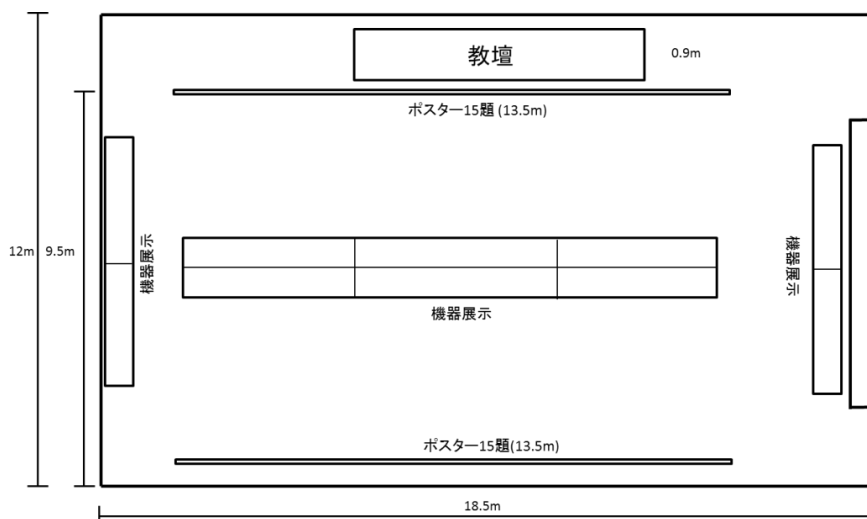 教壇
0.9m
ポスター15題 (13.5m)
12m
9.5m
機器展示
機器展示
機器展示
ポスター15題(13.5m)
18.5m